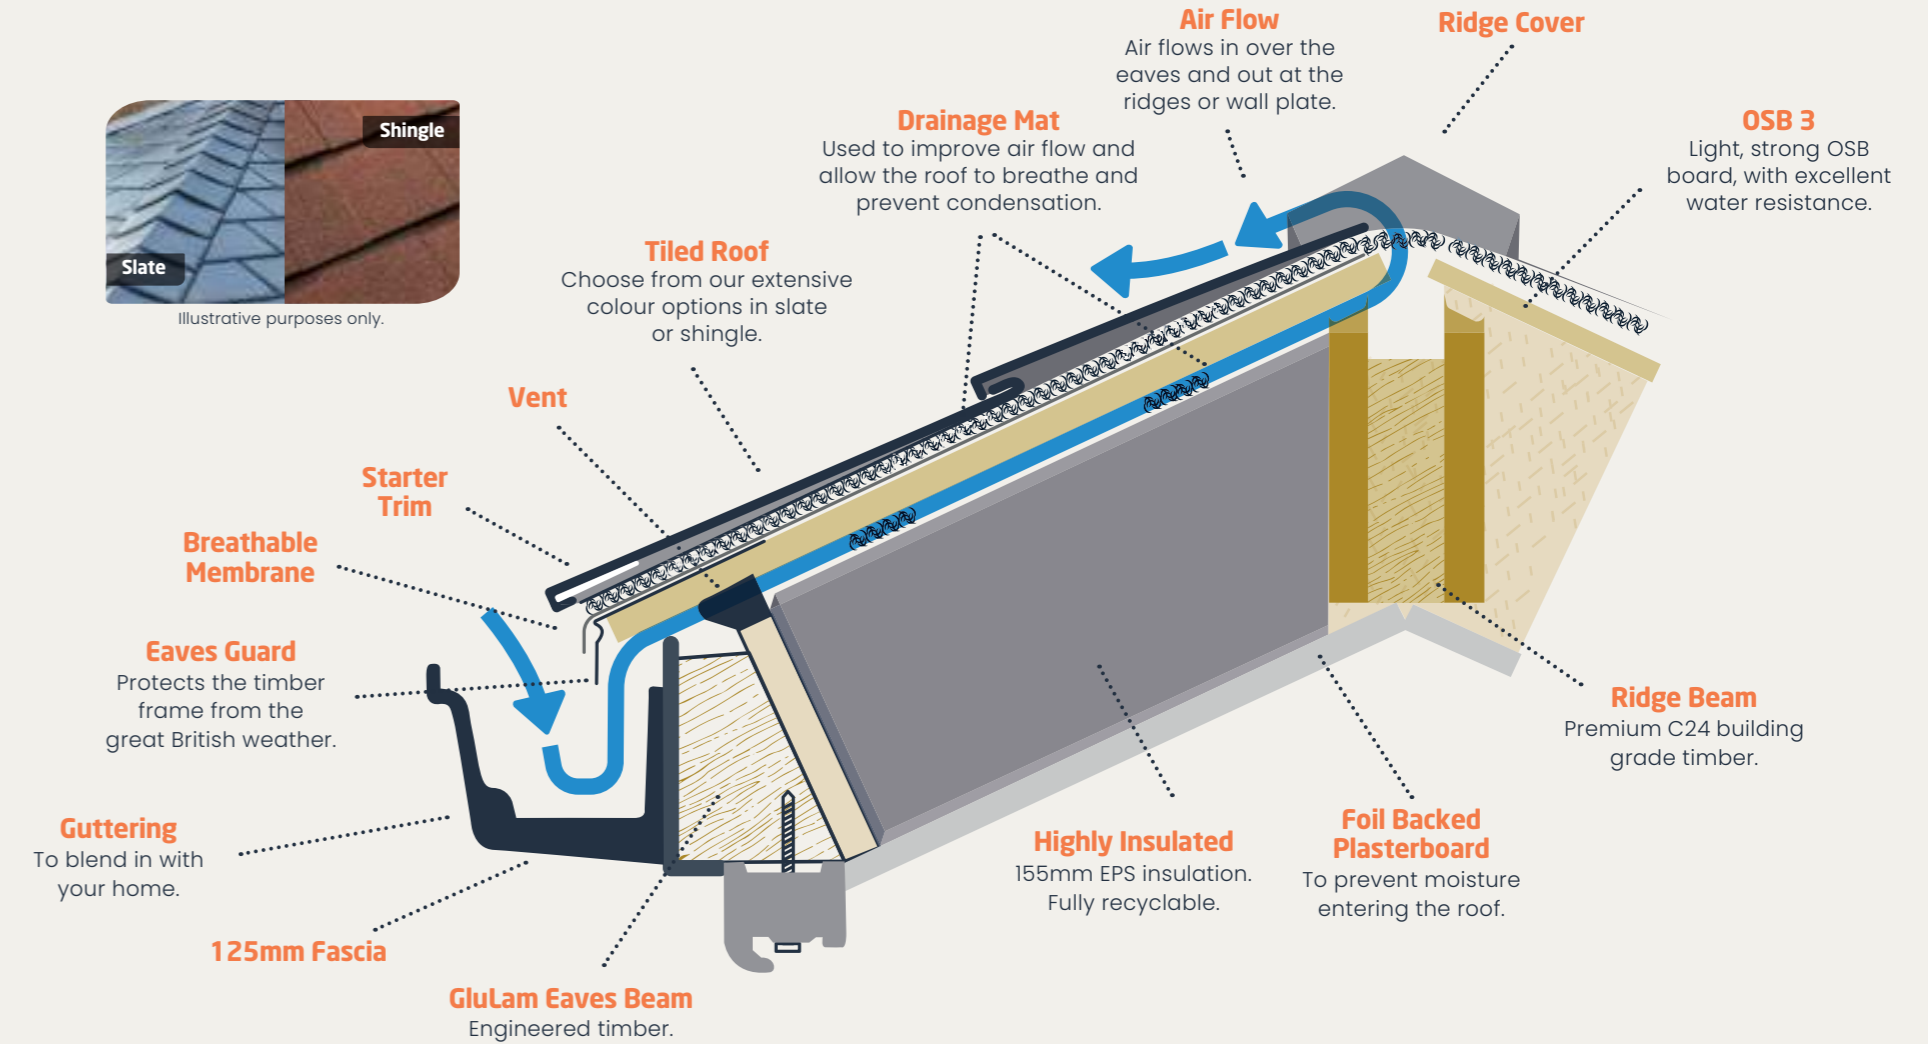 Air Flow
Air flows in over the
eaves and out at the
ridges or wall plate.
Ridge Cover
Drainage Mat
Used to improve air flow and
allow the roof to breathe and
prevent condensation.
OSB 3
Light, strong OSB
board, with excellent
water resistance.
Shingle
Slate
Illustrative purposes only.
Tiled Roof
Choose from our extensive
colour options in slate
or shingle.
Vent
Starter
Trim
Breathable
Membrane
Eaves Guard
Protects the timber
frame from the
great British weather.
Guttering
To blend in with
your home.
125mm Fascia
GluLam Eaves Beam
Engineered timber.
Highly Insulated
155mm EPS insulation.
Fully recyclable.
Foil Backed
Plasterboard
To prevent moisture
entering the roof.
Ridge Beam
Premium C24 building
grade timber.